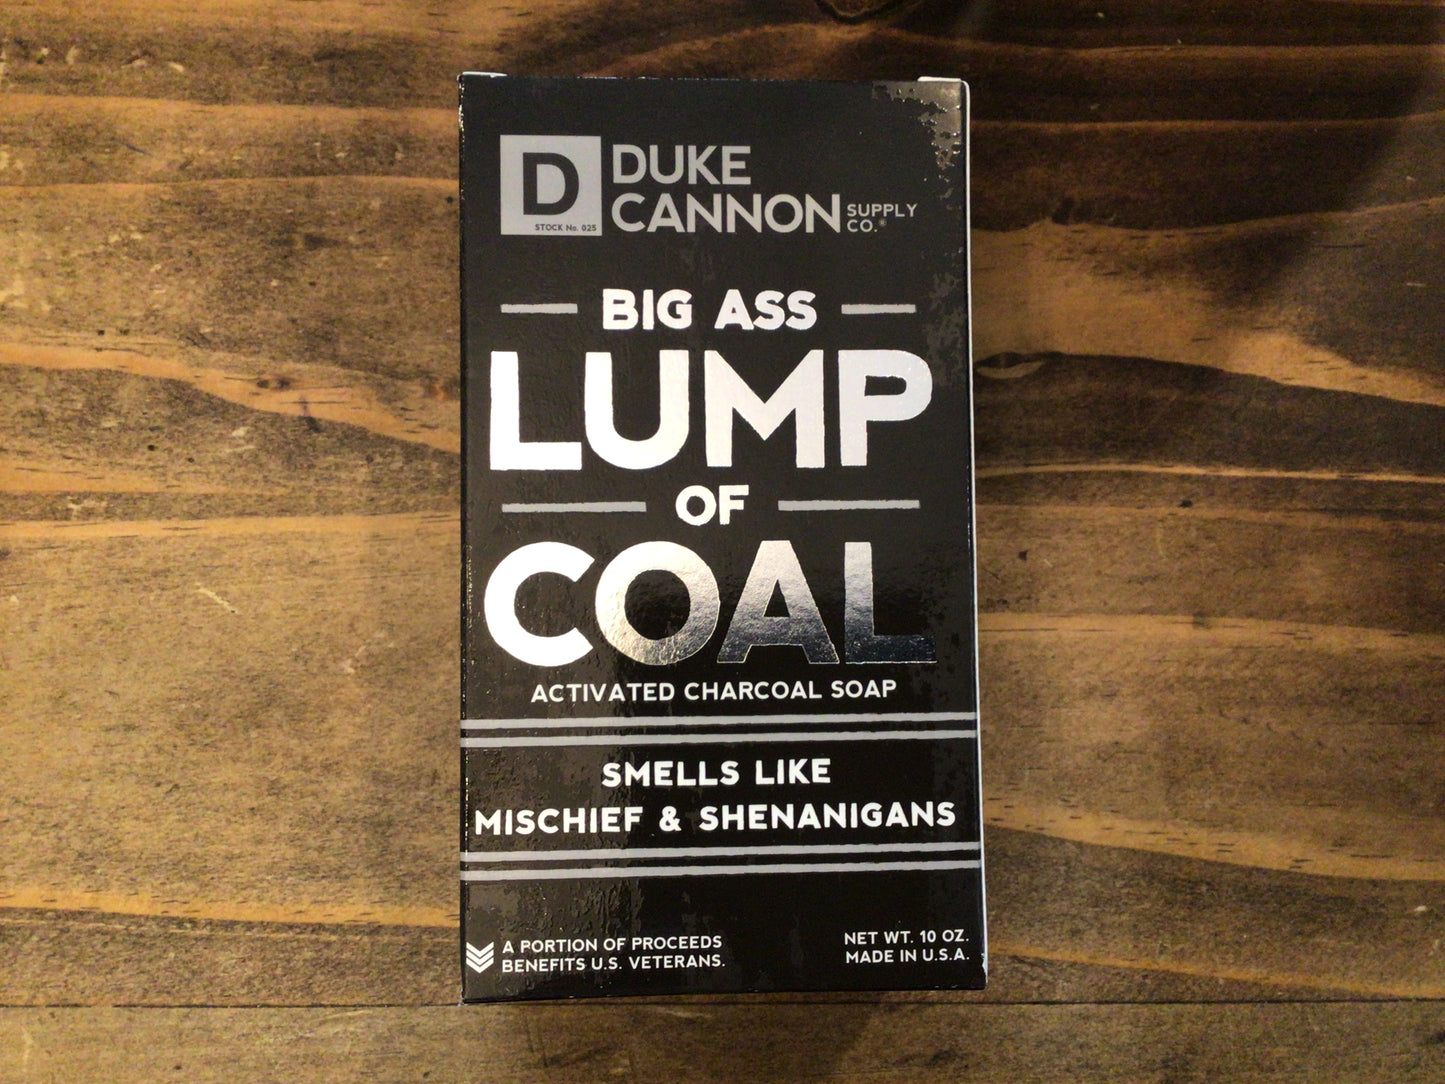 D
STOCK No. 025
DUKE
CANNON SUPPLY
CO.®
BIG ASS
LUMP
OF
COAL
ACTIVATED CHARCOAL SOAP
SMELLS LIKE
MISCHIEF & SHENANIGANS
A PORTION OF PROCEEDS
BENEFITS U.S. VETERANS.
NET WT. 10 OZ.
MADE IN U.S.A.